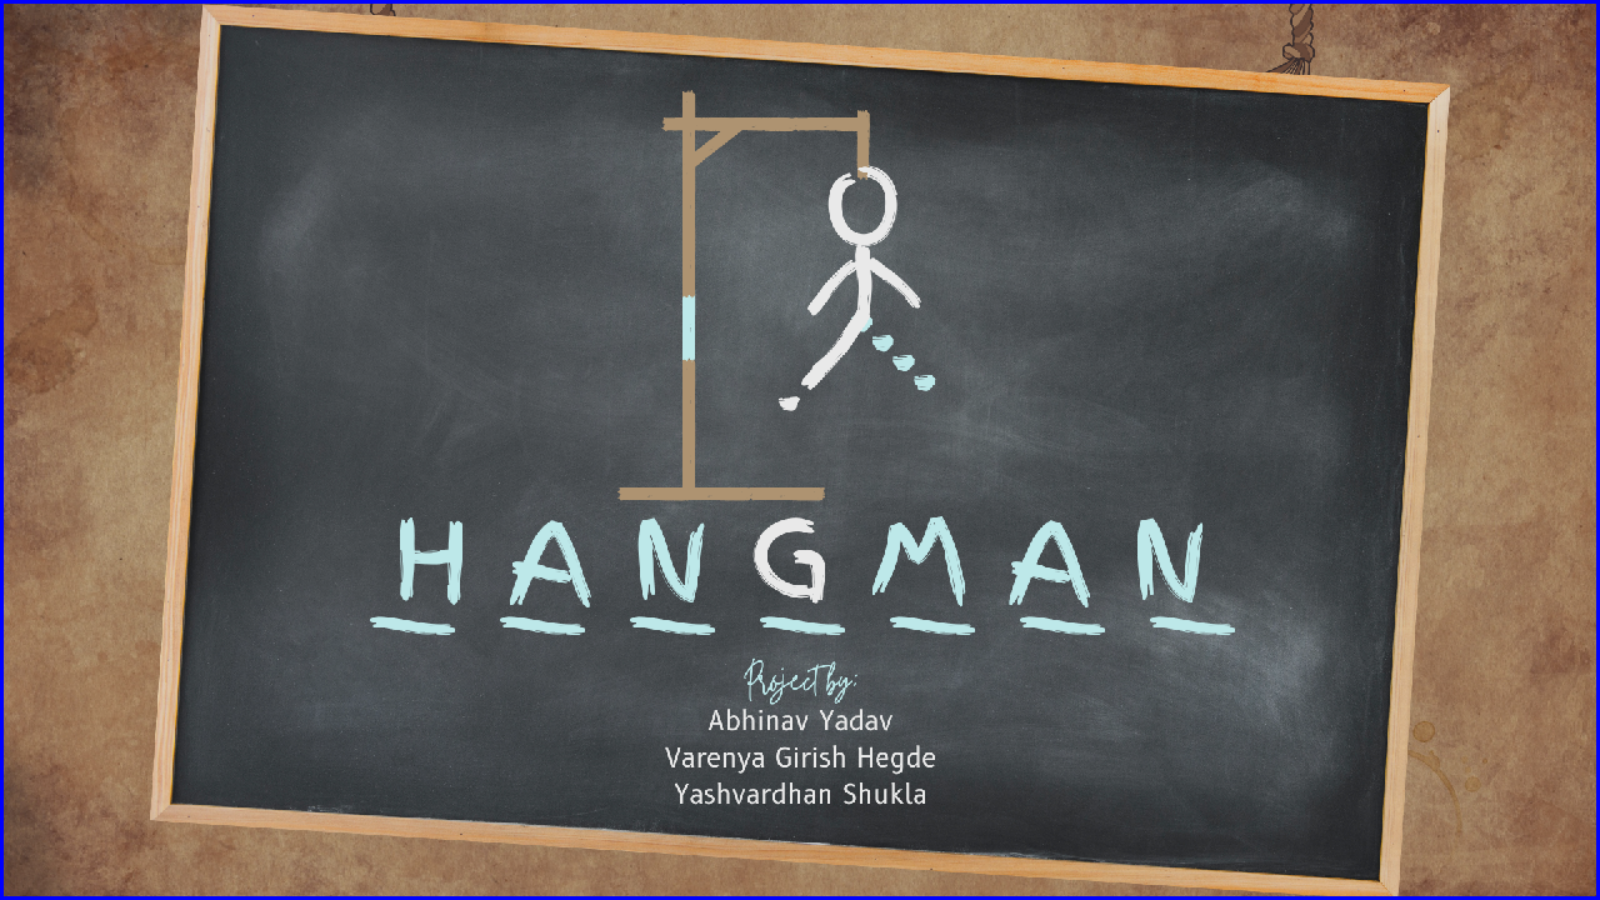 HANGMAN
Project by:
Abhinav Yadav
Varenya Girish Hegde
Yashvardhan Shukla